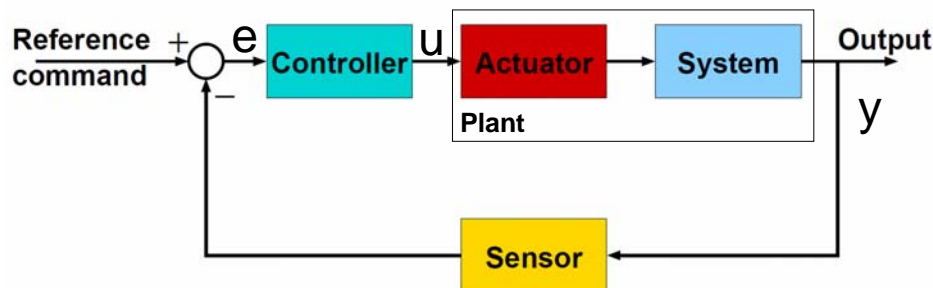 Reference
command
+
e
Controller
u
Actuator
System
Output
Plant
y
−
Sensor